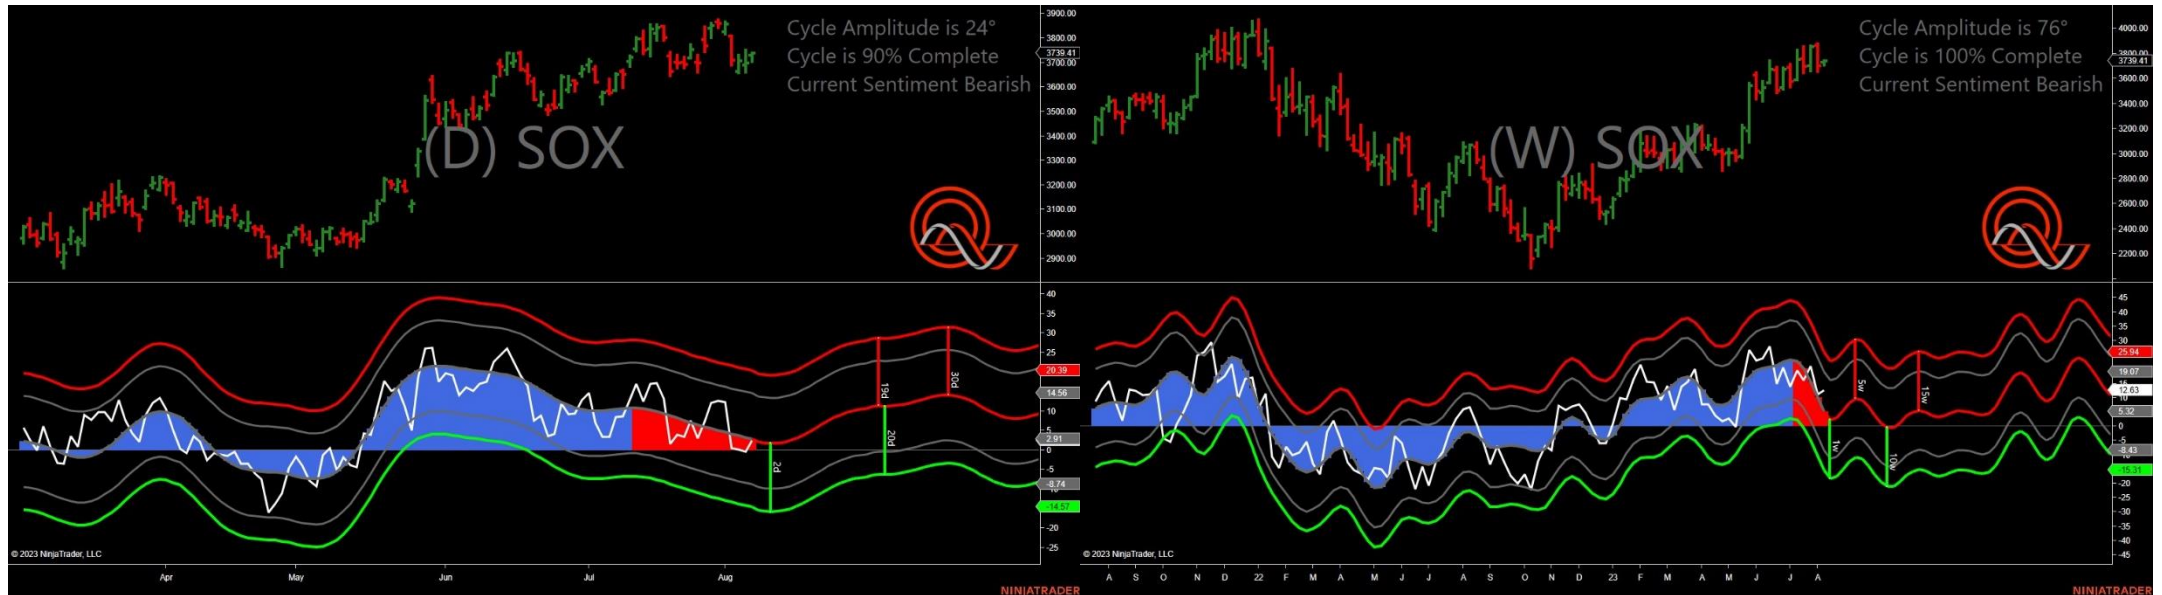 Cycle Amplitude is 24°
Cycle is 90% Complete
Current Sentiment Bearish
(D) SOX
3900.00
3800.00
3739.41
3700.00
3600.00
3500.00
3400.00
3300.00
3200.00
3100.00
3000.00
2900.00
40
35
30
25
20.39
14.56
10
5
2.91
0
-5
-8.74
-14.57
-20
-25
19d
30d
20d
2d
© 2023 NinjaTrader, LLC
Apr May Jun Jul Aug
NINJATRADER
Cycle Amplitude is 76°
Cycle is 100% Complete
Current Sentiment Bearish
(W) SOX
4000.00
3800.00
3739.41
3600.00
3400.00
3200.00
3000.00
2800.00
2600.00
2400.00
2200.00
45
40
35
30
25.94
19.07
12.63
10
5.32
0
-8.43
-15.31
-20
-25
-30
-35
-40
-45
5w
15w
1w
10w
© 2023 NinjaTrader, LLC
A S O N D 22 F M A M J J A S O N D 23 F M A M J J A
NINJATRADER